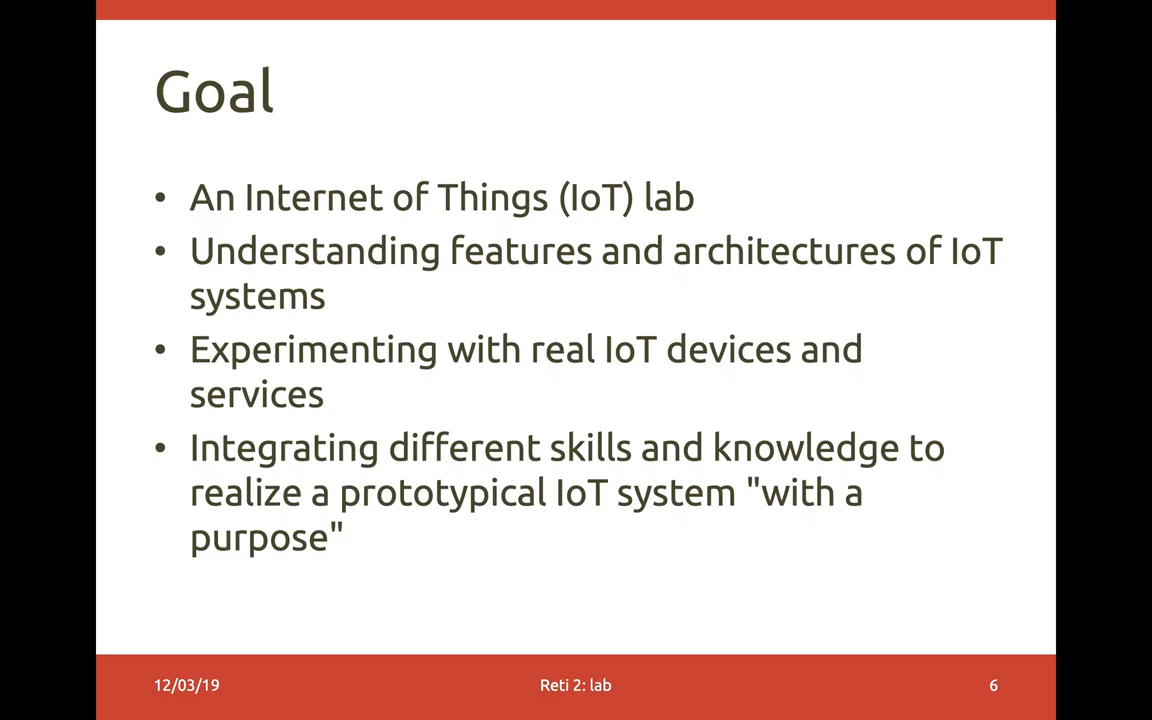 Goal
• An Internet of Things (IoT) lab
• Understanding features and architectures of IoT
systems
• Experimenting with real IoT devices and
services
• Integrating different skills and knowledge to
realize a prototypical IoT system "with a
purpose"
12/03/19 Reti 2: lab 6